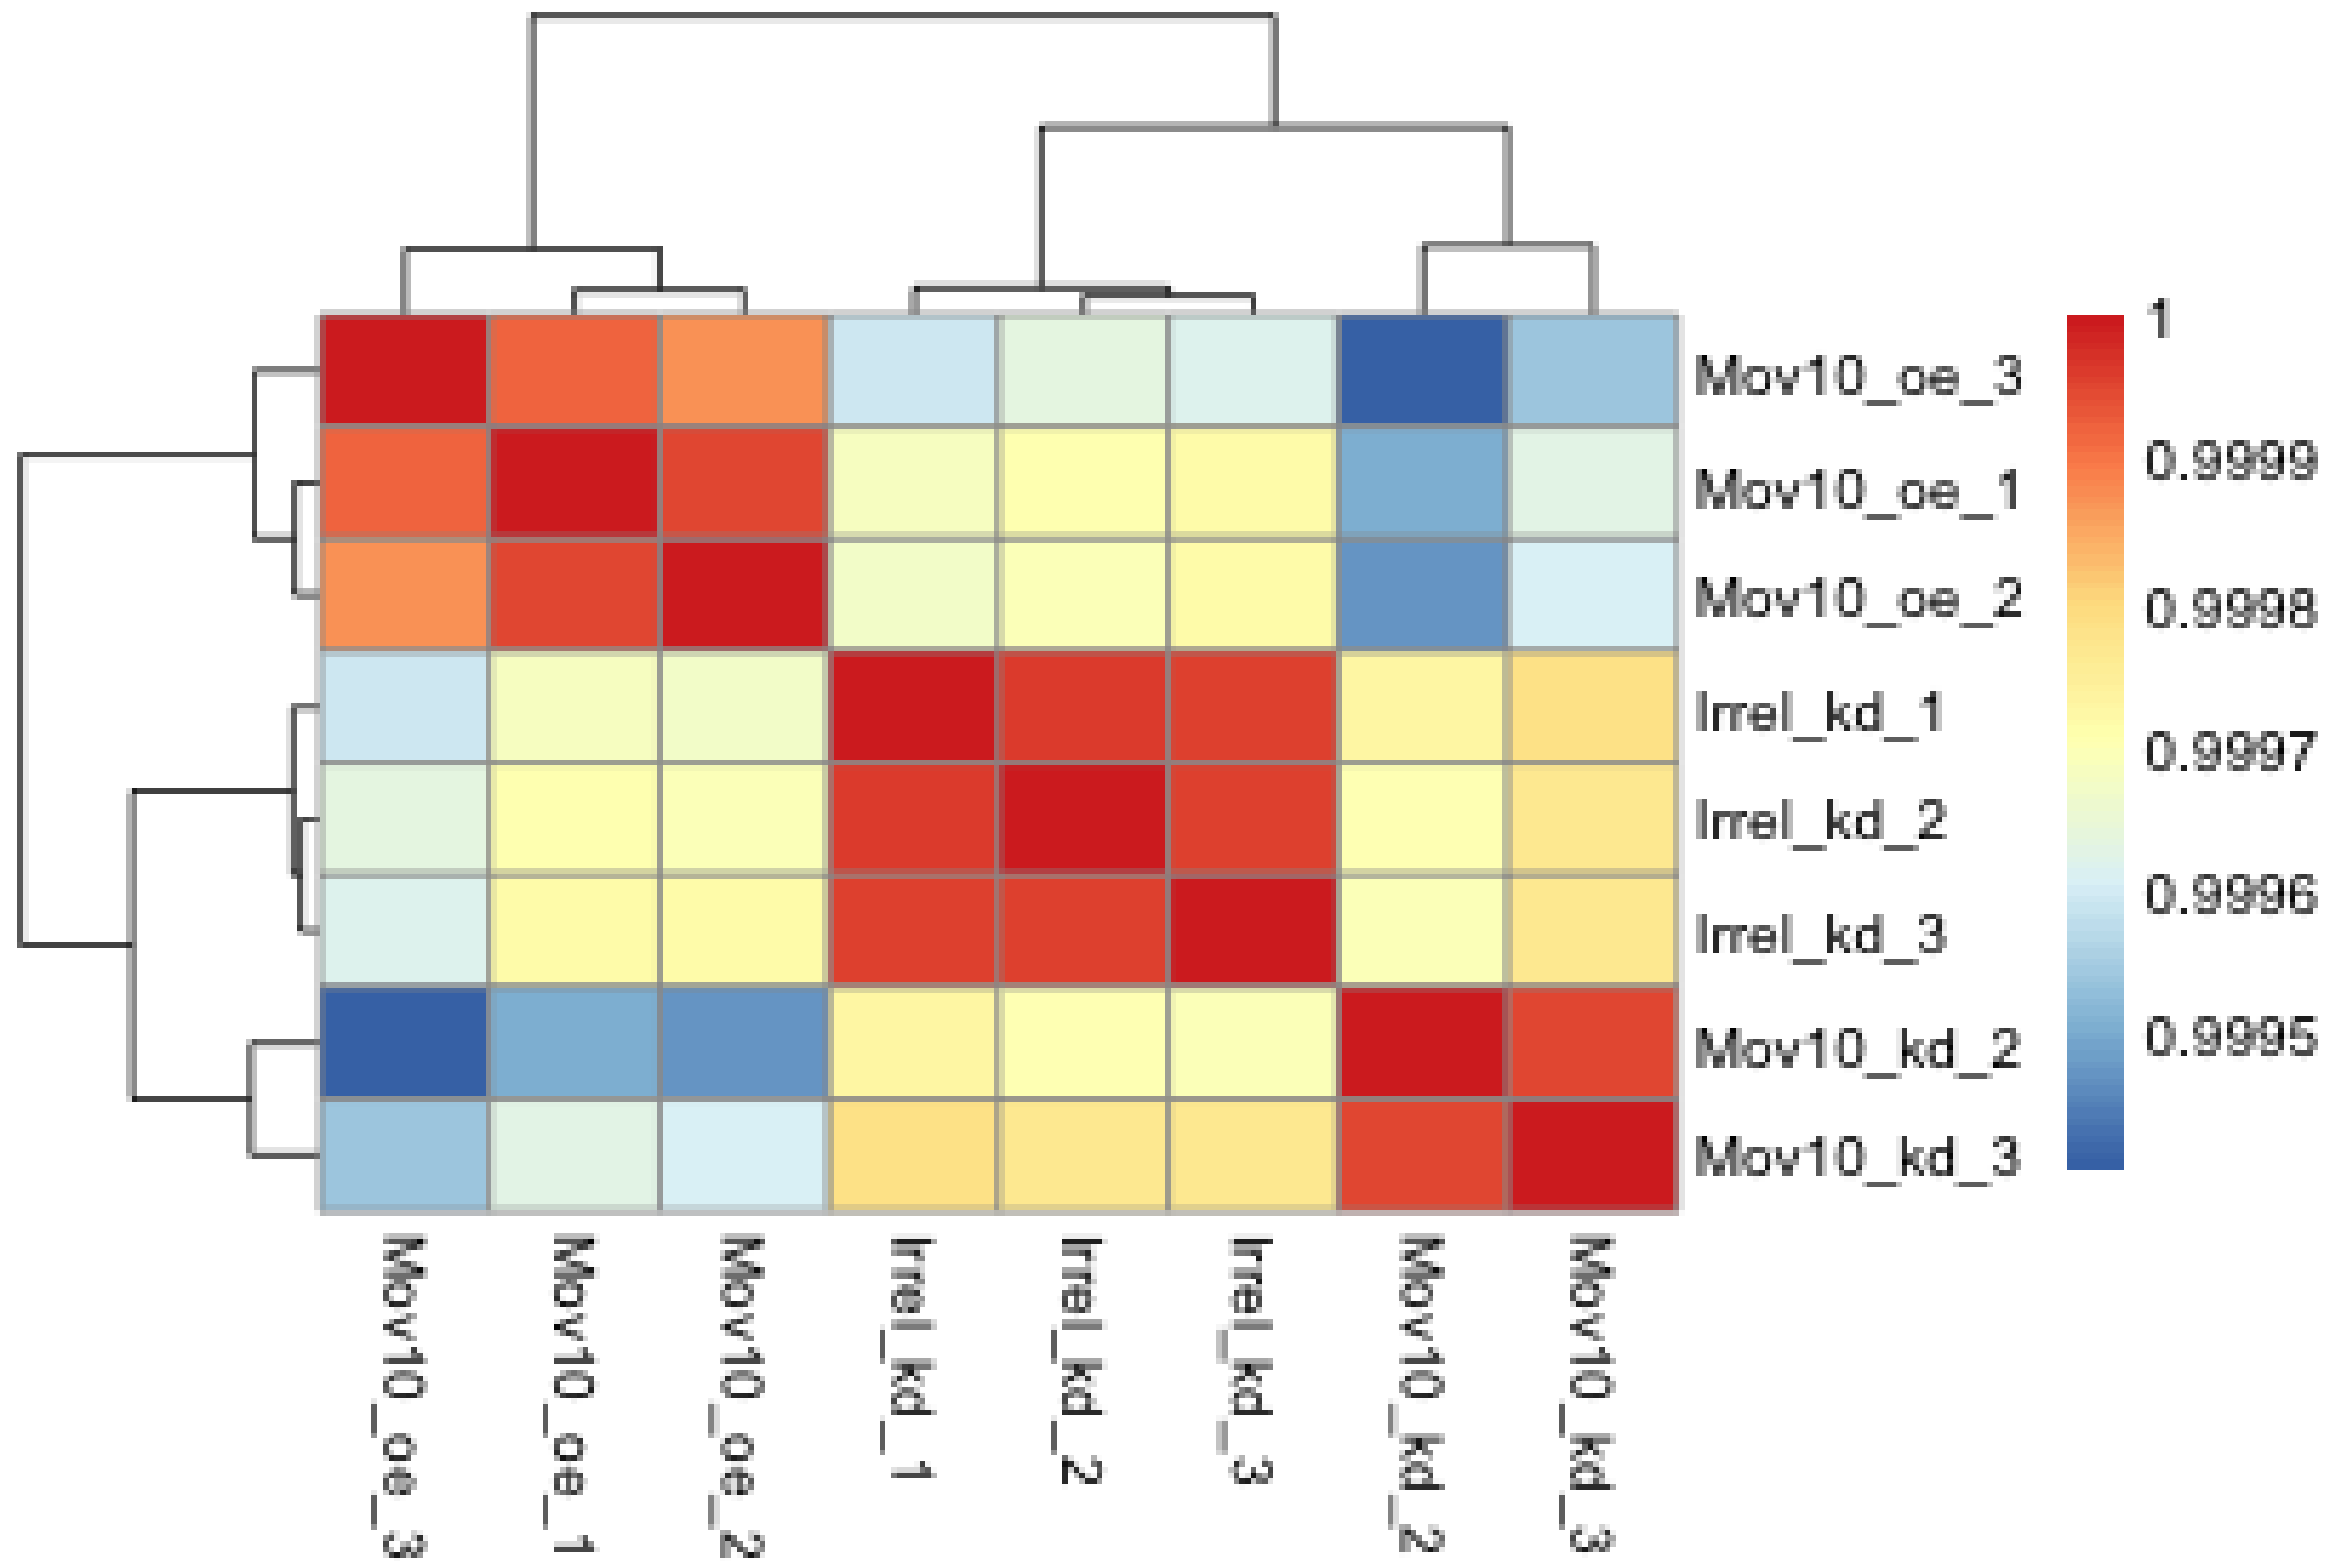 Mov10_oe_3
Mov10_oe_1
Mov10_oe_2
Irrel_kd_1
Irrel_kd_2
Irrel_kd_3
Mov10_kd_2
Mov10_kd_3
1
0.9999
0.9998
0.9997
0.9996
0.9995
Mov10_oe_3
Mov10_oe_1
Mov10_oe_2
Irrel_kd_1
Irrel_kd_2
Irrel_kd_3
Mov10_kd_2
Mov10_kd_3